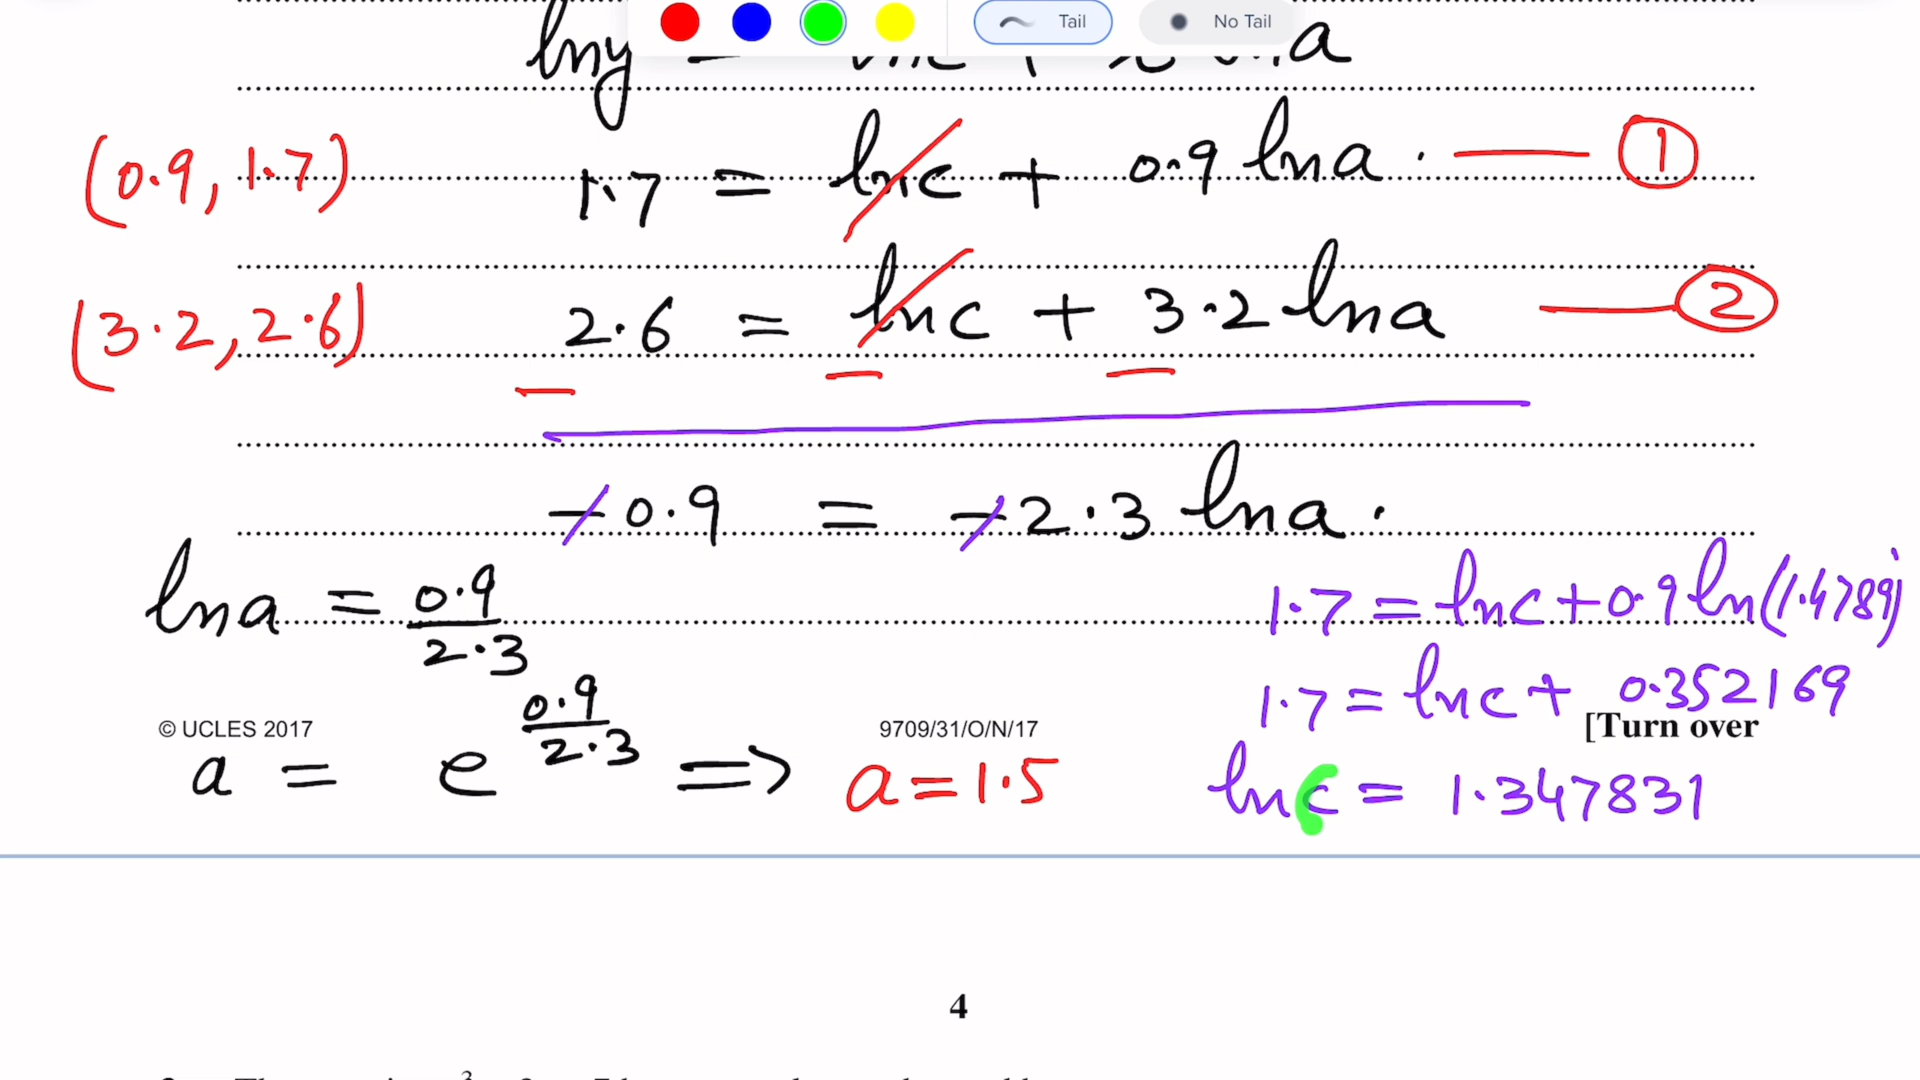 Tail No Tail
lny = lnc + x lna
(0.9, 1.7) 1.7 = lnc + 0.9 lna. — 1
(3.2, 2.6) 2.6 = lnc + 3.2 lna — 2
-0.9 = -2.3 lna.
lna = 0.9/2.3
1.7 = lnc + 0.9 ln(1.4789)
1.7 = lnc + 0.352169
© UCLES 2017 9709/31/O/N/17 [Turn over
a = e^(0.9/2.3) ⇒ a = 1.5
lnc = 1.347831
4